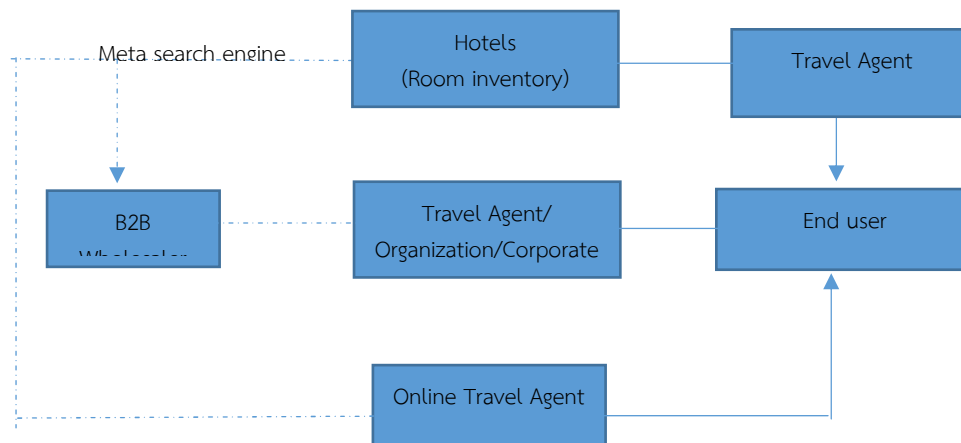 Meta search engine
Hotels
(Room inventory)
Travel Agent
B2B
Travel Agent/
Organization/Corporate
End user
Online Travel Agent